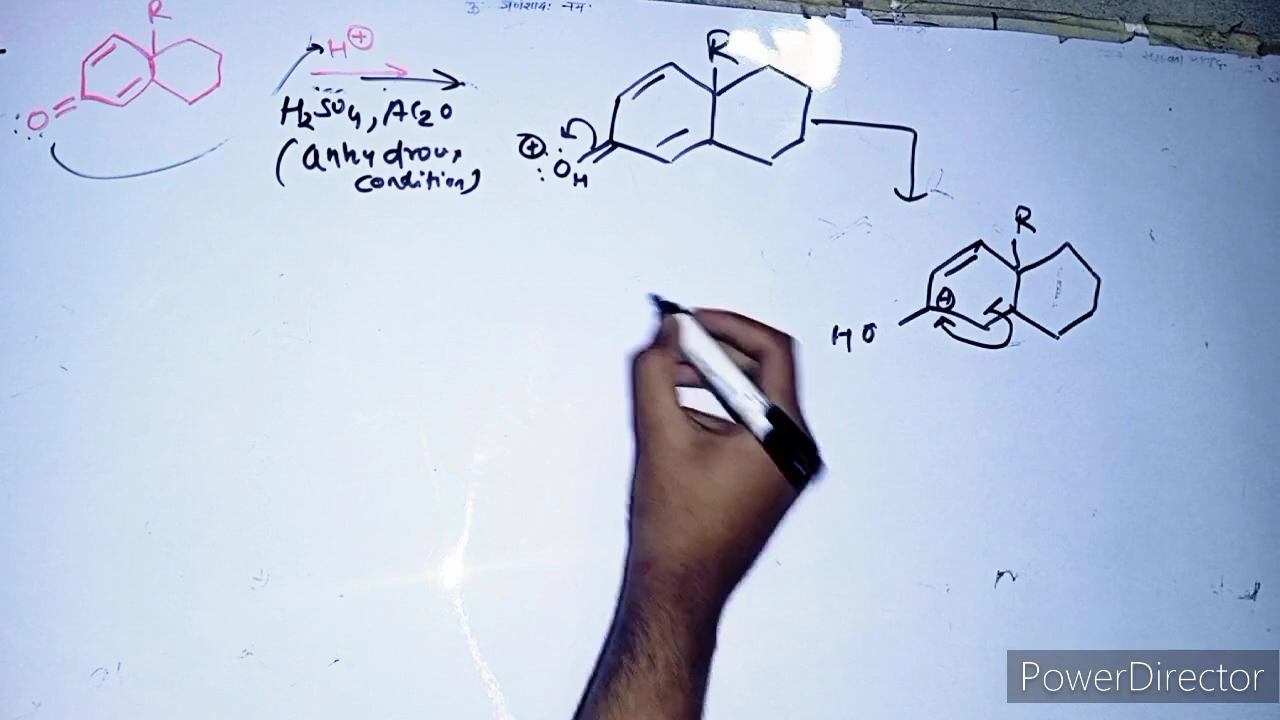 R
H⊕
:O
H₂SO₄, AC₂O
(anhydrous
condition)
R
⊕
:OH
R
⊕
HO
PowerDirector